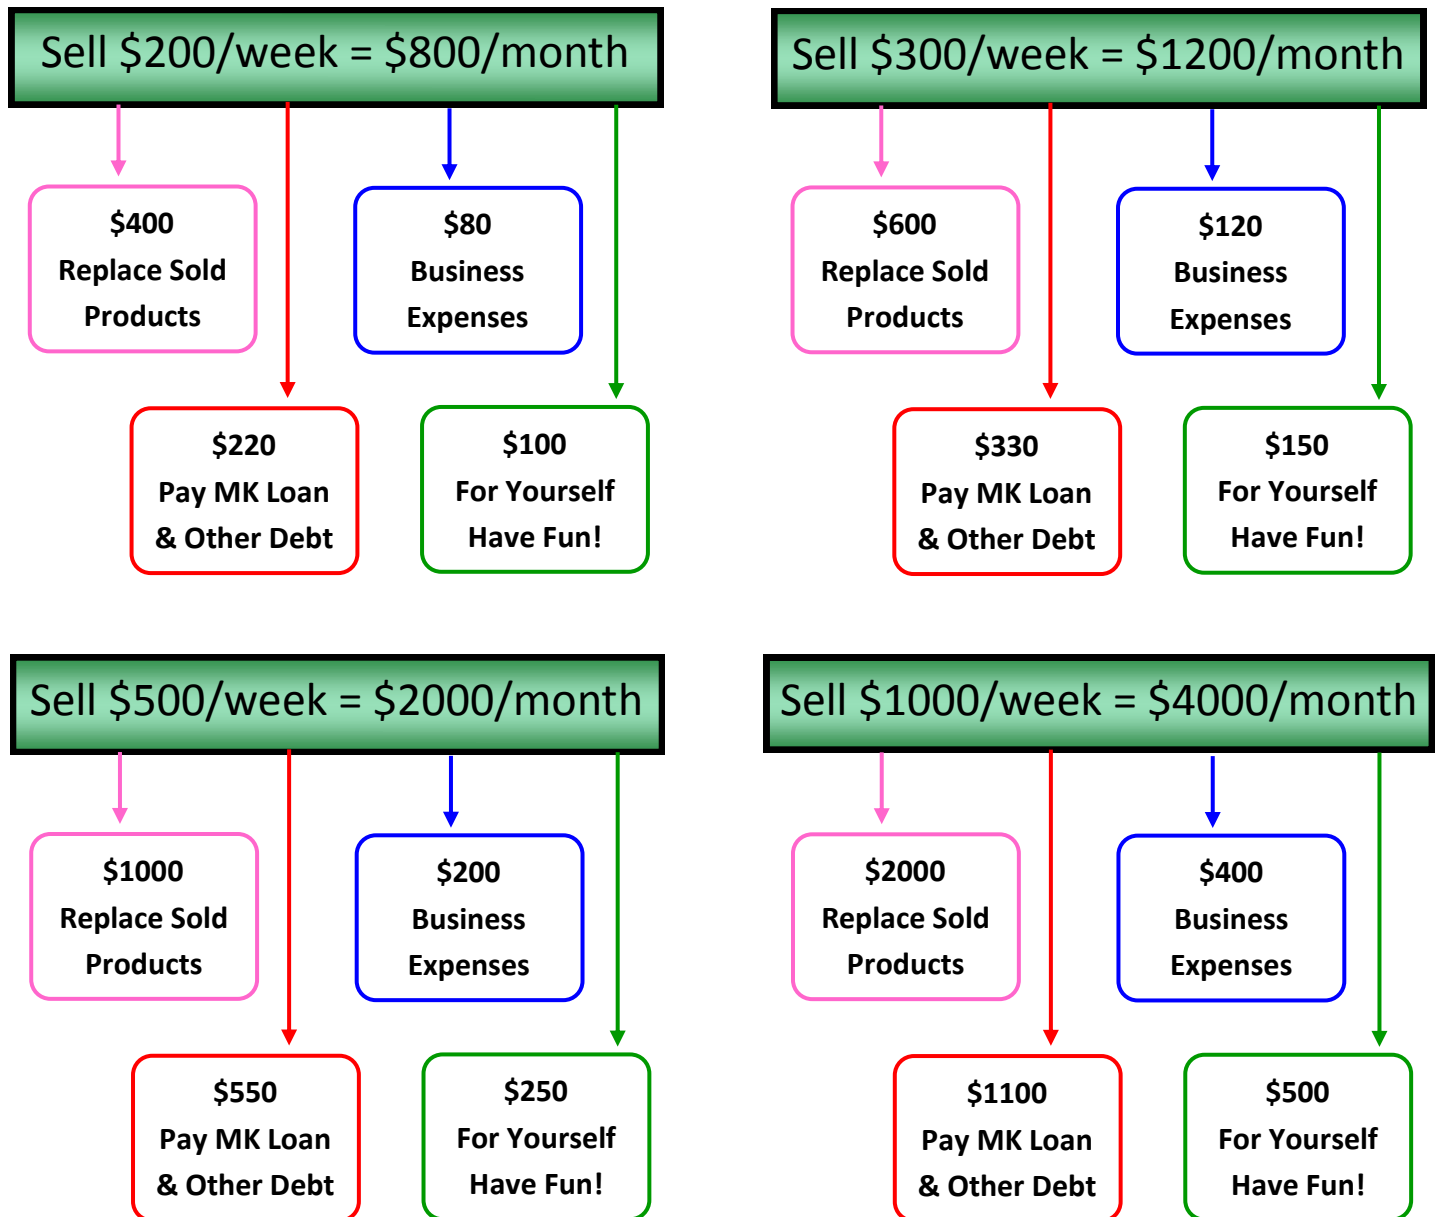 Sell $200/week = $800/month
$400
Replace Sold
Products
$80
Business
Expenses
$220
Pay MK Loan
& Other Debt
$100
For Yourself
Have Fun!
Sell $300/week = $1200/month
$600
Replace Sold
Products
$120
Business
Expenses
$330
Pay MK Loan
& Other Debt
$150
For Yourself
Have Fun!
Sell $500/week = $2000/month
$1000
Replace Sold
Products
$200
Business
Expenses
$550
Pay MK Loan
& Other Debt
$250
For Yourself
Have Fun!
Sell $1000/week = $4000/month
$2000
Replace Sold
Products
$400
Business
Expenses
$1100
Pay MK Loan
& Other Debt
$500
For Yourself
Have Fun!